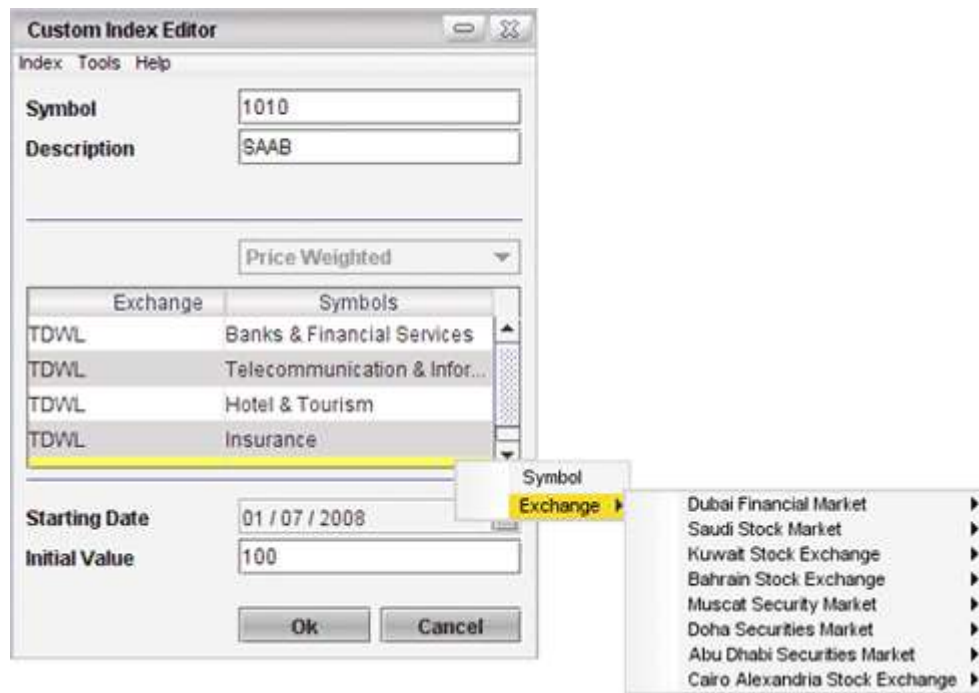 Custom Index Editor
Index Tools Help
Symbol 1010
Description SAAB
Price Weighted
Exchange Symbols
TDWL Banks & Financial Services
TDWL Telecommunication & Infor...
TDWL Hotel & Tourism
TDWL Insurance
Symbol
Exchange
Starting Date 01 / 07 / 2008
Initial Value 100
Ok Cancel
Dubai Financial Market
Saudi Stock Market
Kuwait Stock Exchange
Bahrain Stock Exchange
Muscat Security Market
Doha Securities Market
Abu Dhabi Securities Market
Cairo Alexandria Stock Exchange